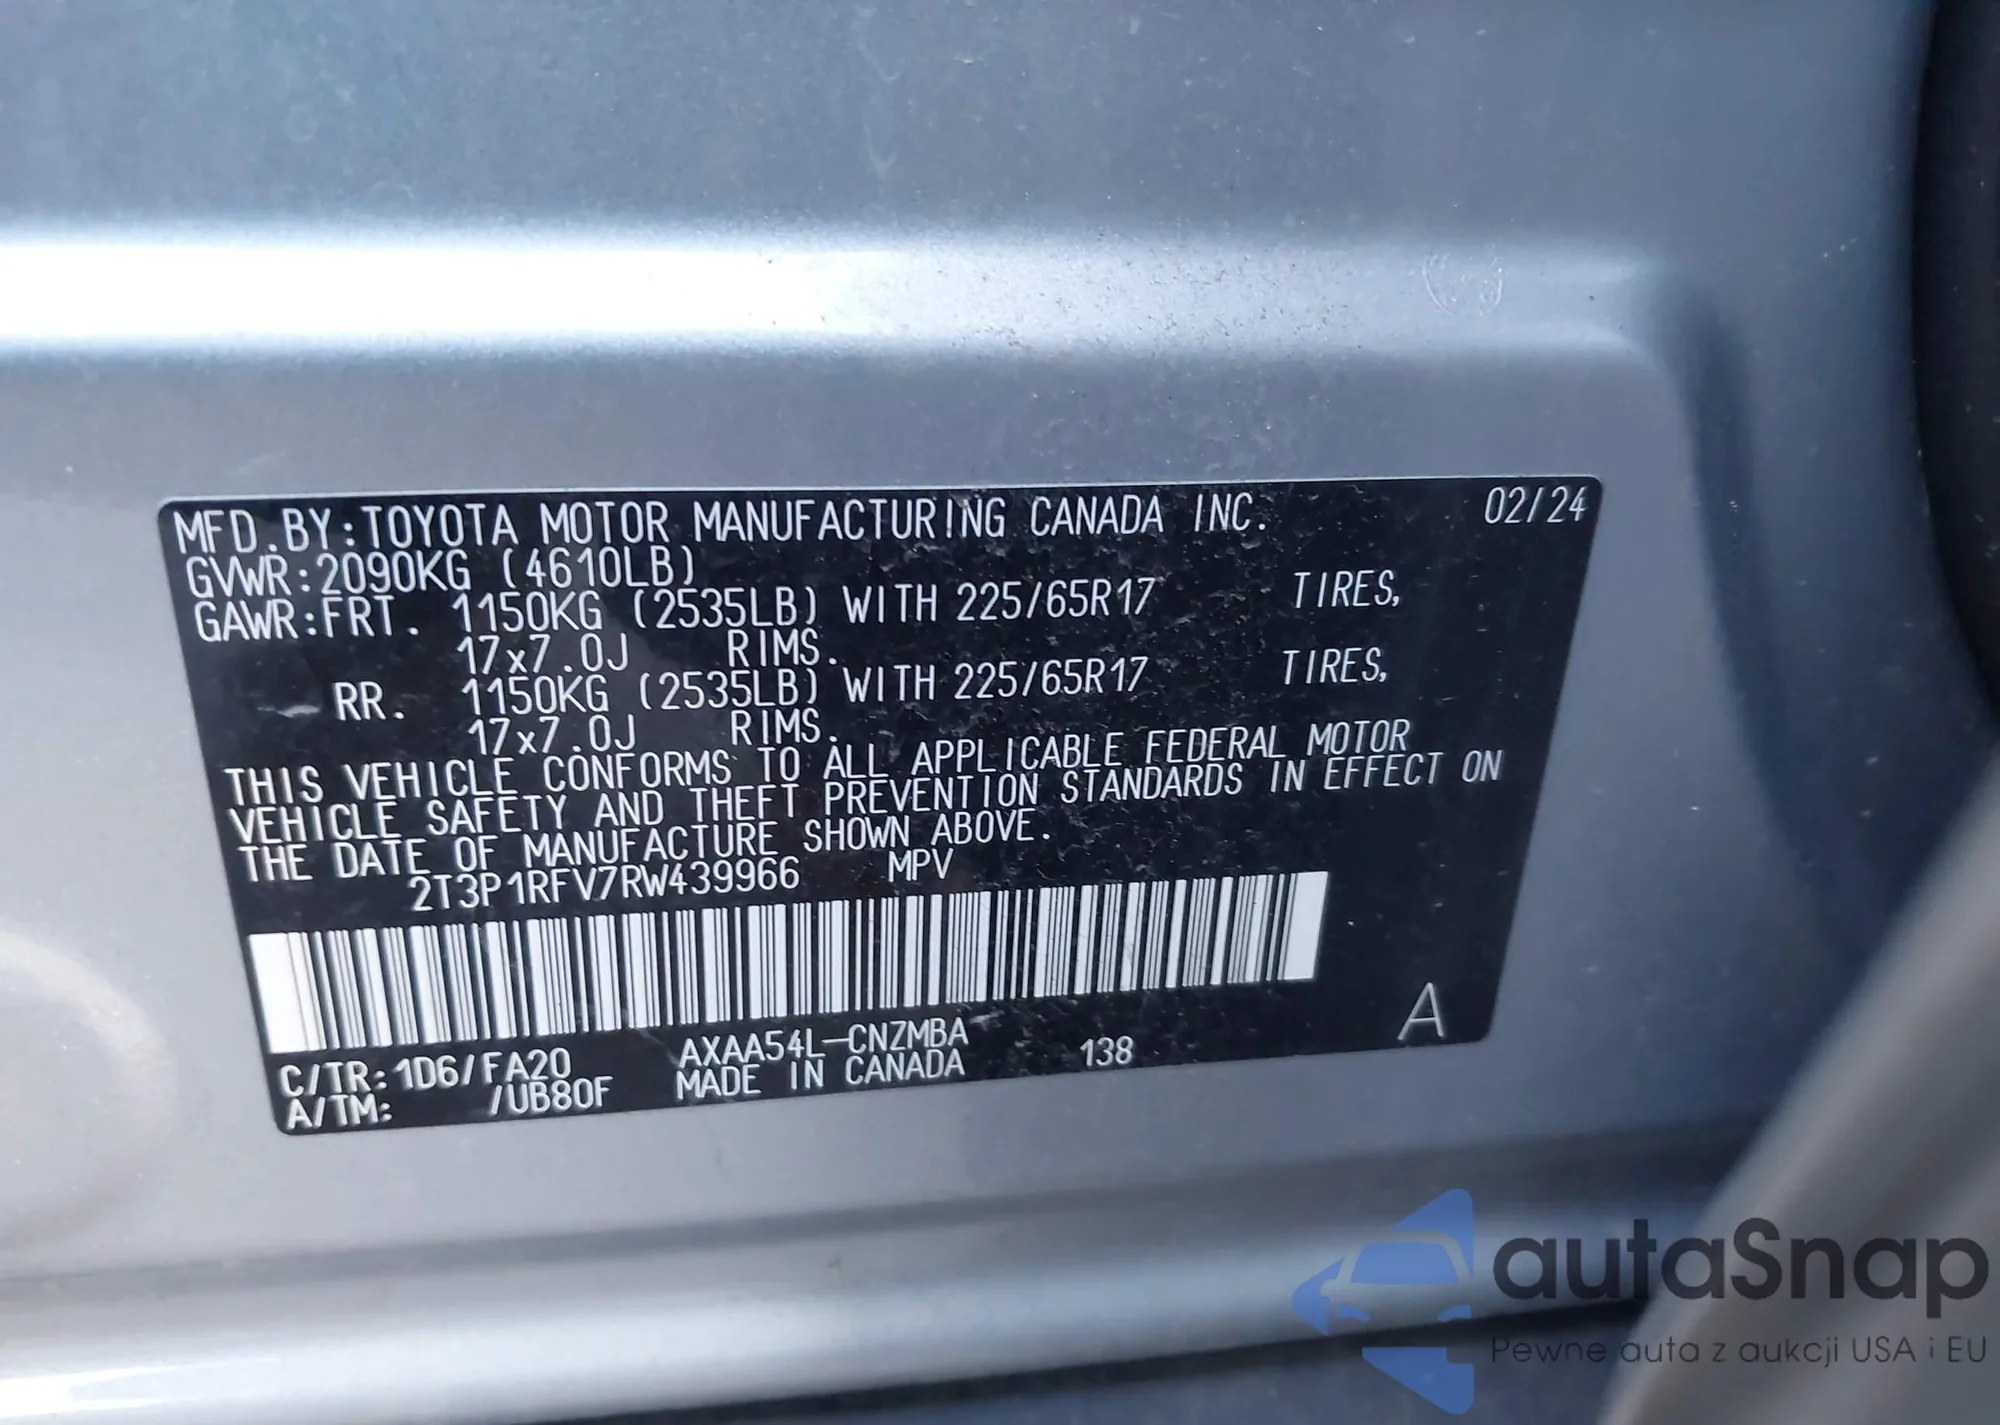 MFD.BY:TOYOTA MOTOR MANUFACTURING CANADA INC. 02/24
GVWR:2090KG (4610LB)
GAWR:FRT. 1150KG (2535LB) WITH 225/65R17 TIRES,
17x7.0J RIMS.
RR. 1150KG (2535LB) WITH 225/65R17 TIRES,
17x7.0J RIMS.
THIS VEHICLE CONFORMS TO ALL APPLICABLE FEDERAL MOTOR
VEHICLE SAFETY AND THEFT PREVENTION STANDARDS IN EFFECT ON
THE DATE OF MANUFACTURE SHOWN ABOVE.
2T3P1RFV7RW439966 MPV
A
C/TR:1D6/FA20 AXAA54L-CNZMBA 138
A/TM: /UB80F MADE IN CANADA
autaSnap
Pewne auta z aukcji USA i EU